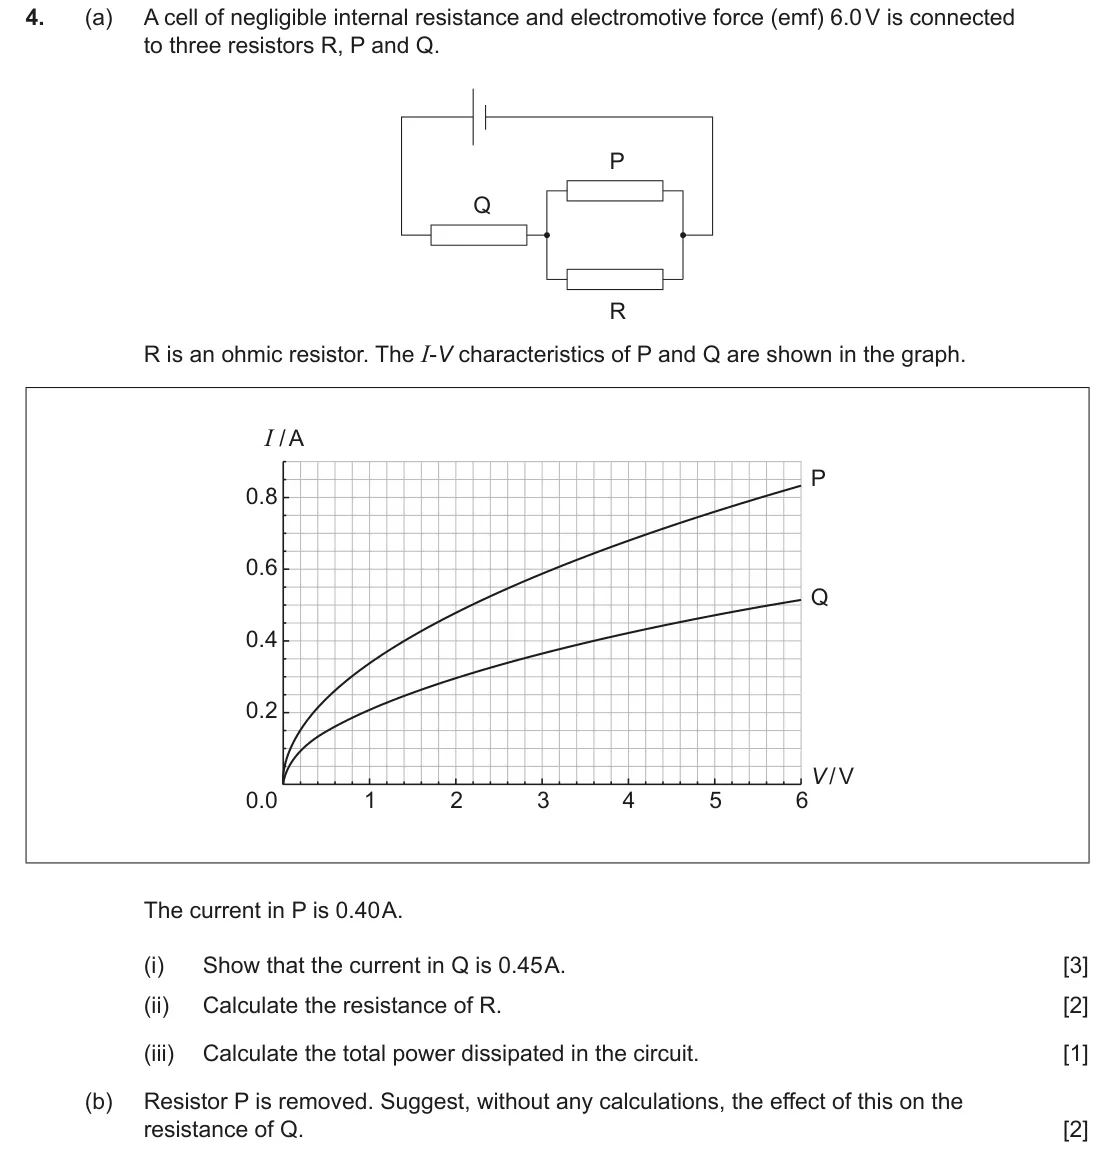 4. (a) A cell of negligible internal resistance and electromotive force (emf) 6.0 V is connected
to three resistors R, P and Q.
P
Q
R
R is an ohmic resistor. The I-V characteristics of P and Q are shown in the graph.
I / A
P
0.8
0.6
Q
0.4
0.2
V / V
0.0 1 2 3 4 5 6
The current in P is 0.40 A.
(i) Show that the current in Q is 0.45 A. [3]
(ii) Calculate the resistance of R. [2]
(iii) Calculate the total power dissipated in the circuit. [1]
(b) Resistor P is removed. Suggest, without any calculations, the effect of this on the
resistance of Q. [2]